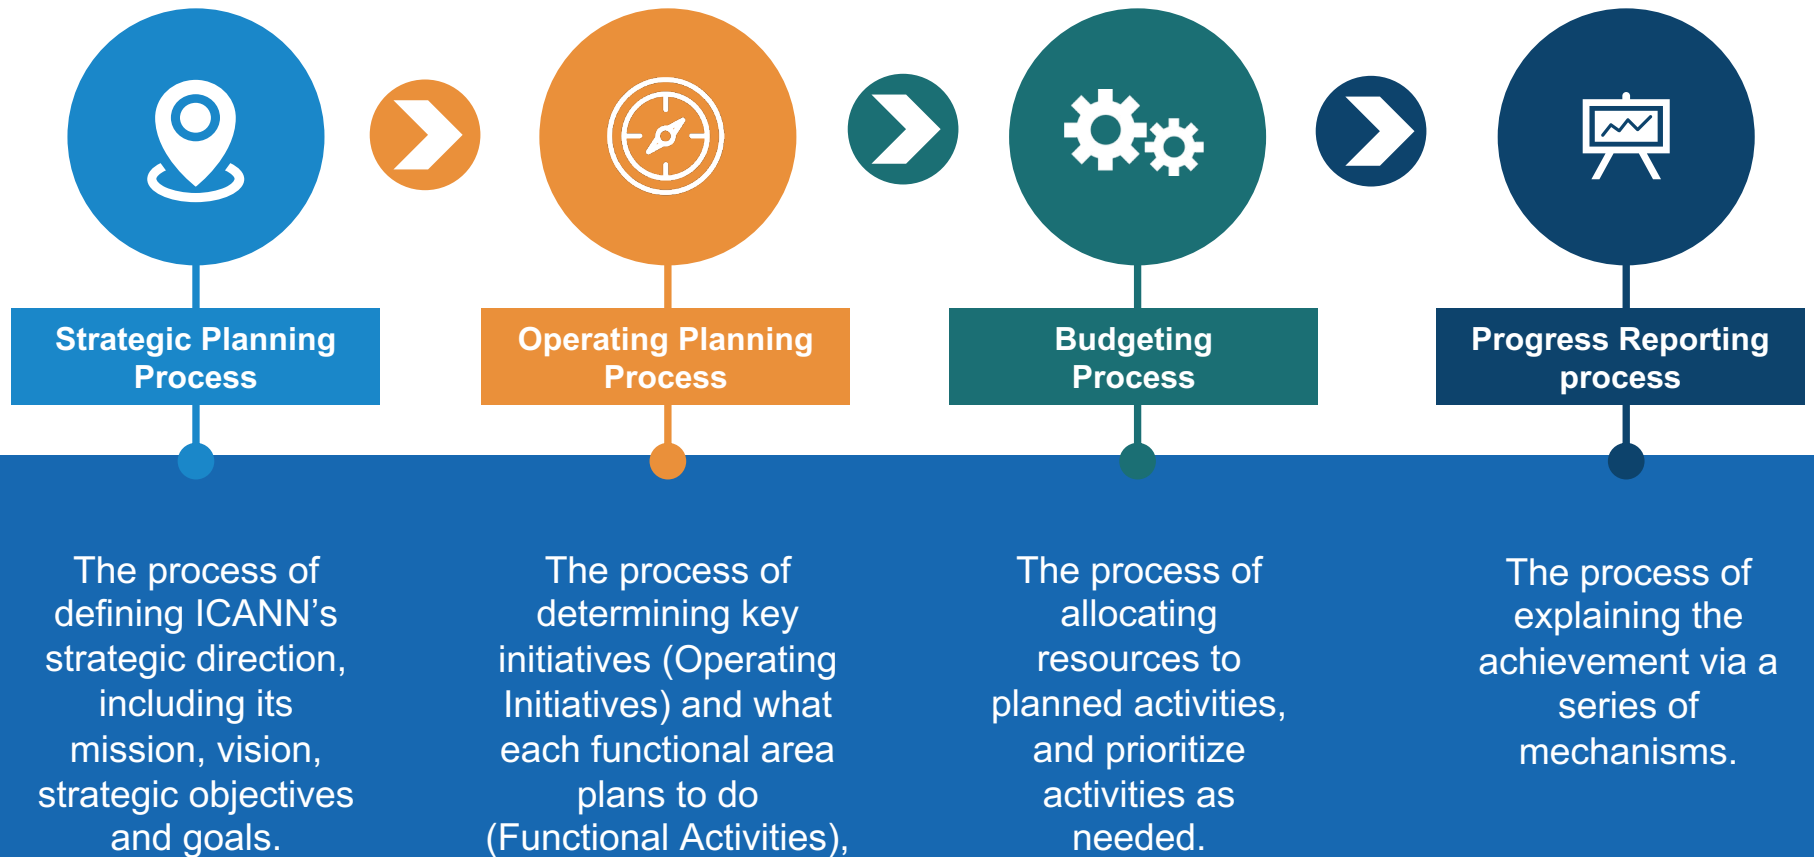 Strategic Planning
Process
Operating Planning
Process
Budgeting
Process
Progress Reporting
process
The process of
defining ICANN’s
strategic direction,
including its
mission, vision,
strategic objectives
and goals.
The process of
determining key
initiatives (Operating
Initiatives) and what
each functional area
plans to do
(Functional Activities),
The process of
allocating
resources to
planned activities,
and prioritize
activities as
needed.
The process of
explaining the
achievement via a
series of
mechanisms.